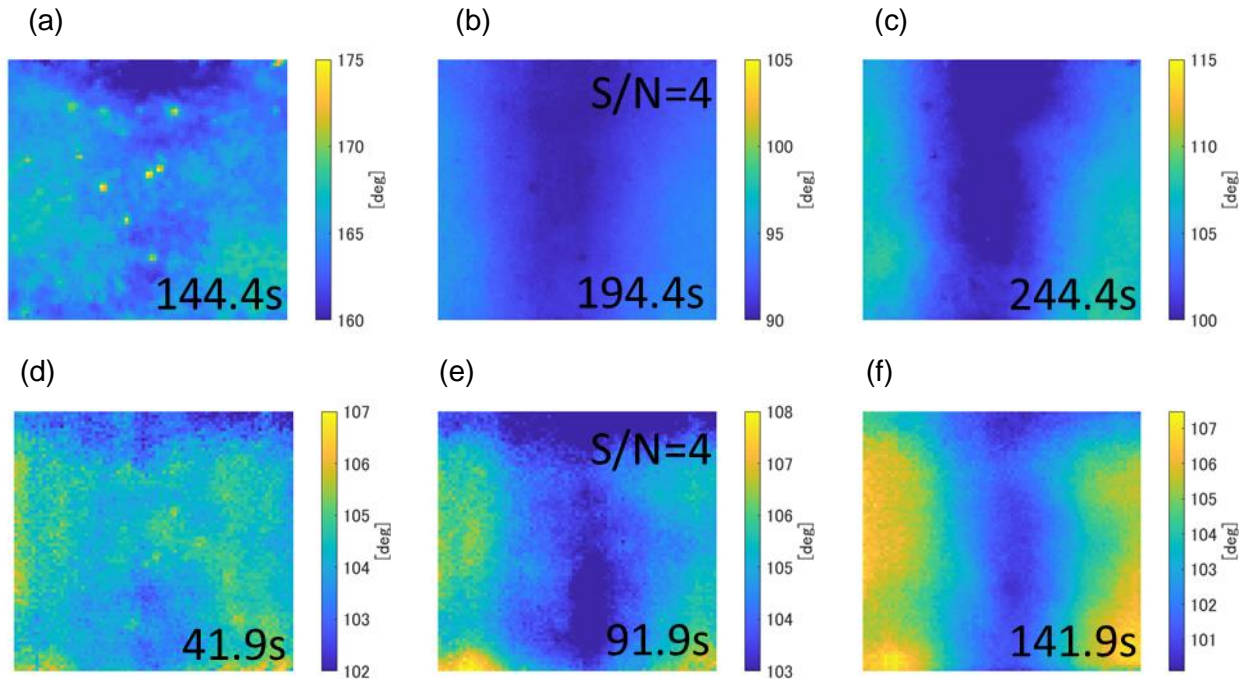 (a)
(b)
(c)
175
170
165
160
[deg]
144.4s
105
100
95
90
[deg]
S/N=4
194.4s
115
110
105
100
[deg]
244.4s
(d)
(e)
(f)
107
106
105
104
103
102
[deg]
41.9s
108
107
106
105
104
103
[deg]
S/N=4
91.9s
107
106
105
104
103
102
101
[deg]
141.9s